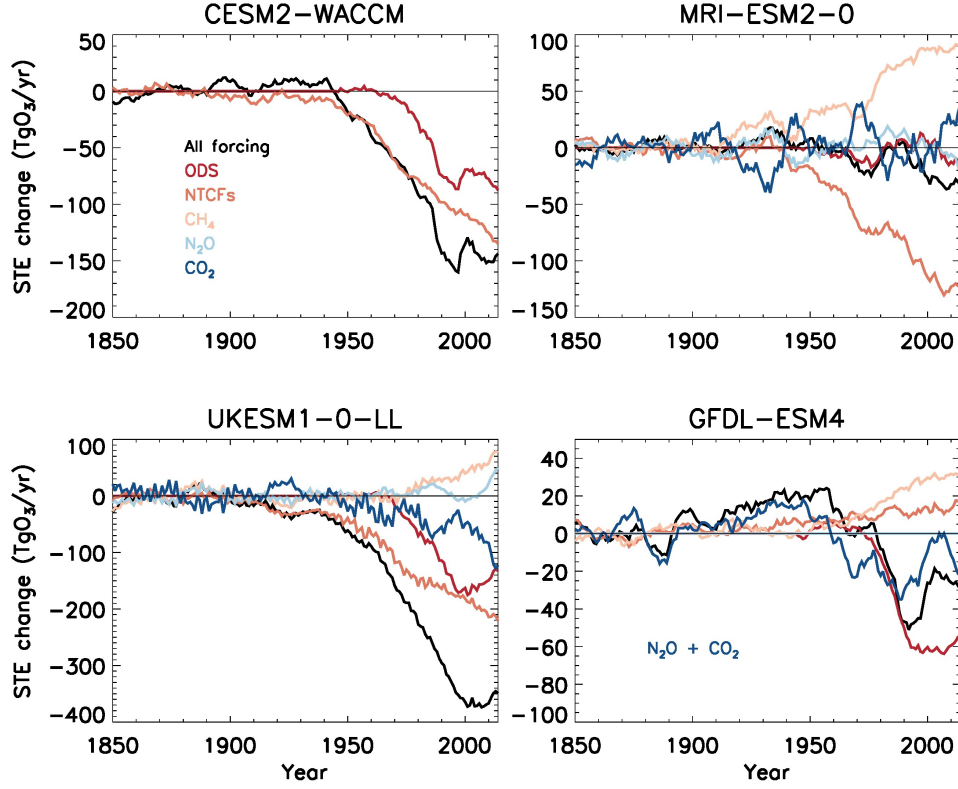 CESM2-WACCM
STE change (TgO₃/yr)
50
0
-50
-100
-150
-200
1850
1900
1950
2000
All forcing
ODS
NTCFs
CH₄
N₂O
CO₂
MRI-ESM2-0
100
50
0
-50
-100
-150
1850
1900
1950
2000
UKESM1-0-LL
STE change (TgO₃/yr)
100
0
-100
-200
-300
-400
1850
1900
1950
2000
Year
GFDL-ESM4
40
20
0
-20
-40
-60
-80
-100
N₂O + CO₂
1850
1900
1950
2000
Year